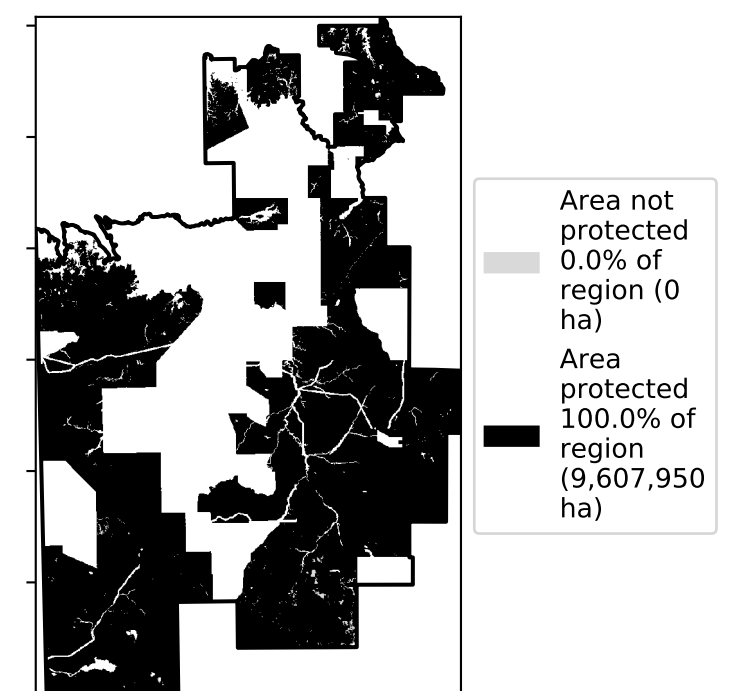 Area not
protected
0.0% of
region (0
ha)
Area
protected
100.0% of
region
(9,607,950
ha)